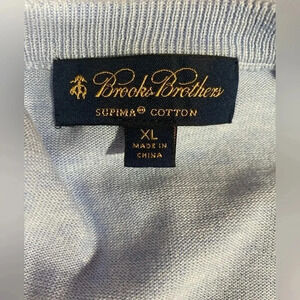 Brooks Brothers
SUPIMA® COTTON
XL
MADE IN
CHINA